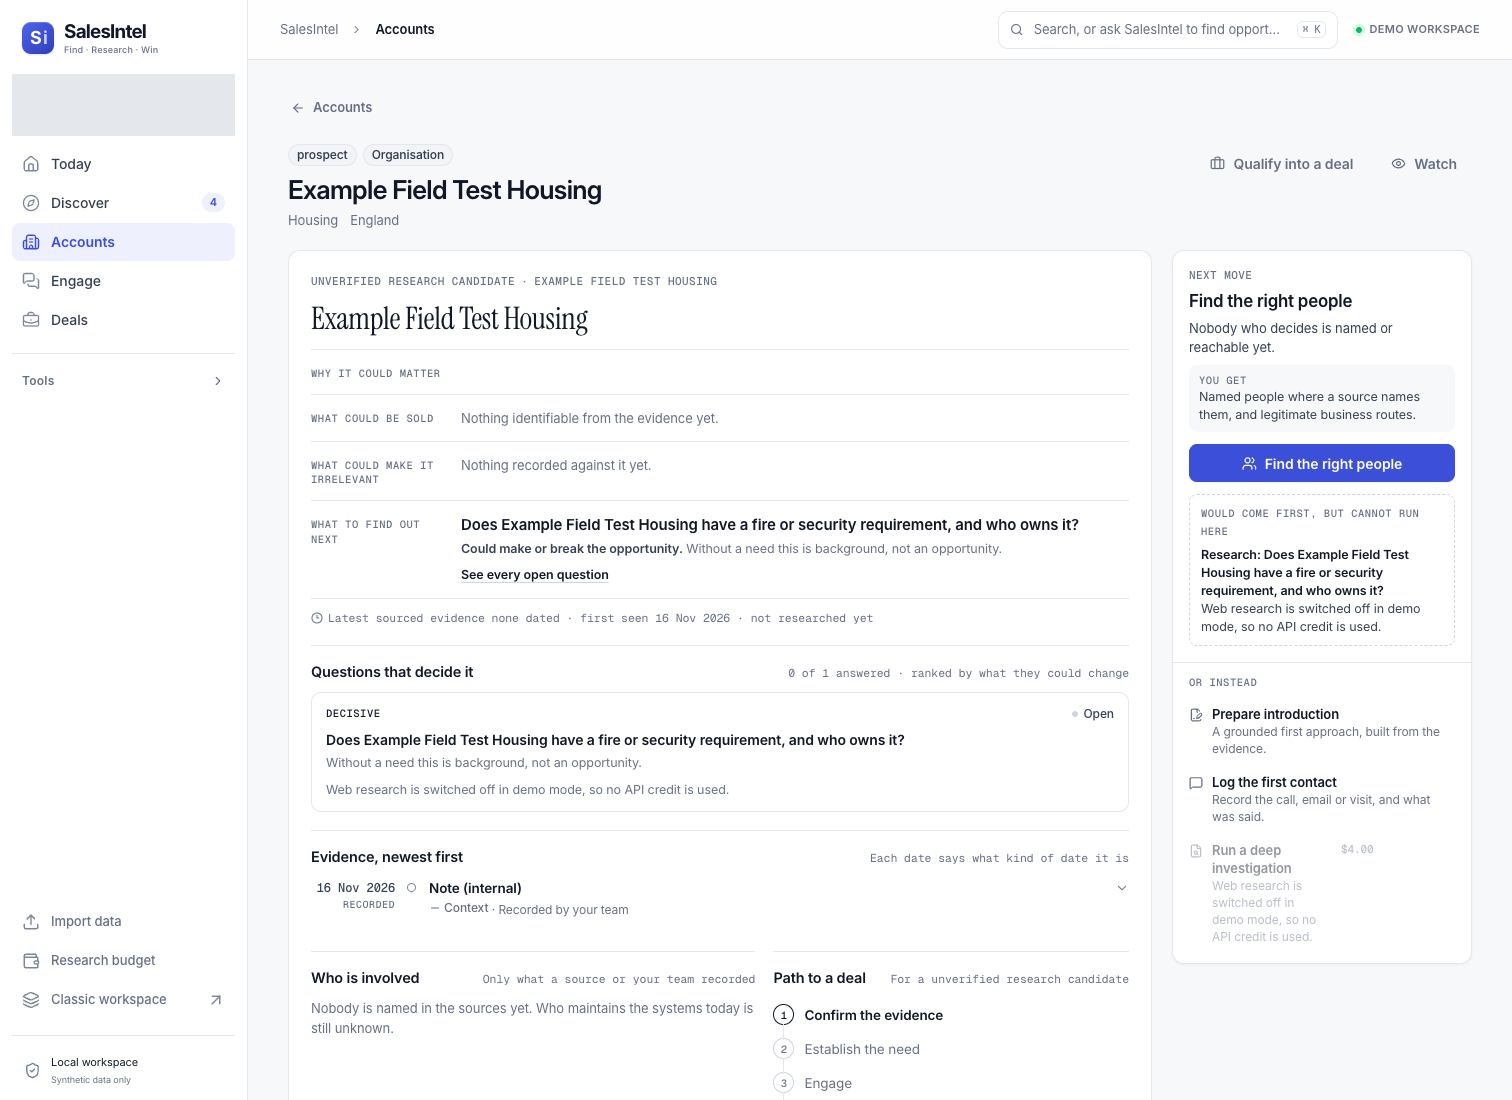 Si SalesIntel
Find · Research · Win
Today
Discover 4
Accounts
Engage
Deals
Tools
Import data
Research budget
Classic workspace
Local workspace
Synthetic data only
SalesIntel > Accounts
Search, or ask SalesIntel to find opport... ⌘ K
DEMO WORKSPACE
← Accounts
prospect Organisation
Example Field Test Housing
Housing England
Qualify into a deal Watch
UNVERIFIED RESEARCH CANDIDATE · EXAMPLE FIELD TEST HOUSING
Example Field Test Housing
WHY IT COULD MATTER
WHAT COULD BE SOLD Nothing identifiable from the evidence yet.
WHAT COULD MAKE IT
IRRELEVANT
Nothing recorded against it yet.
WHAT TO FIND OUT
NEXT
Does Example Field Test Housing have a fire or security requirement, and who owns it?
Could make or break the opportunity. Without a need this is background, not an opportunity.
See every open question
Latest sourced evidence none dated · first seen 16 Nov 2026 · not researched yet
Questions that decide it 0 of 1 answered · ranked by what they could change
DECISIVE Open
Does Example Field Test Housing have a fire or security requirement, and who owns it?
Without a need this is background, not an opportunity.
Web research is switched off in demo mode, so no API credit is used.
Evidence, newest first Each date says what kind of date it is
16 Nov 2026 Note (internal)
RECORDED — Context · Recorded by your team
Who is involved Only what a source or your team recorded
Nobody is named in the sources yet. Who maintains the systems today is
still unknown.
Path to a deal For a unverified research candidate
1 Confirm the evidence
2 Establish the need
3 Engage
NEXT MOVE
Find the right people
Nobody who decides is named or
reachable yet.
YOU GET
Named people where a source names
them, and legitimate business routes.
Find the right people
WOULD COME FIRST, BUT CANNOT RUN
HERE
Research: Does Example Field Test
Housing have a fire or security
requirement, and who owns it?
Web research is switched off in demo
mode, so no API credit is used.
OR INSTEAD
Prepare introduction
A grounded first approach, built from the
evidence.
Log the first contact
Record the call, email or visit, and what
was said.
Run a deep $4.00
investigation
Web research is
switched off in
demo mode, so no
API credit is used.